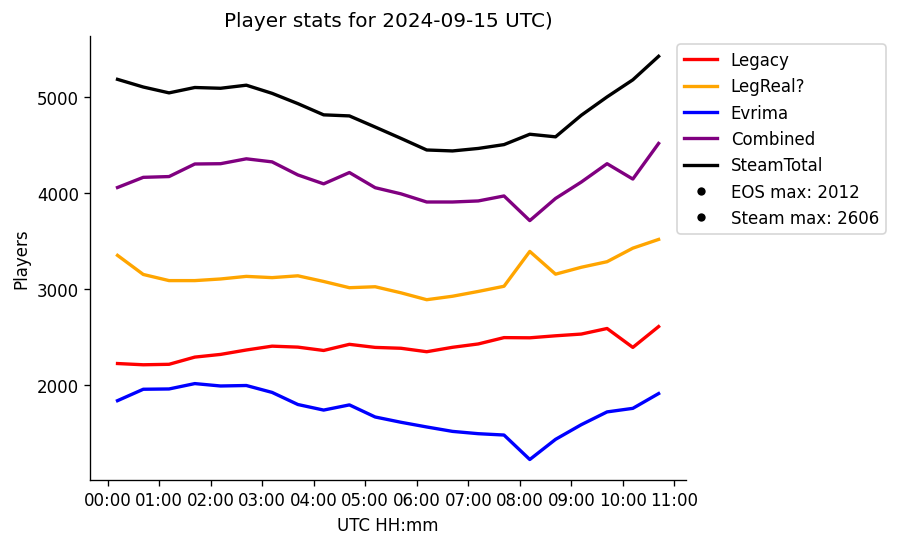 Player stats for 2024-09-15 UTC)
Legacy
LegReal?
Evrima
Combined
SteamTotal
EOS max: 2012
Steam max: 2606
Players
5000
4000
3000
2000
00:00 01:00 02:00 03:00 04:00 05:00 06:00 07:00 08:00 09:00 10:00 11:00
UTC HH:mm